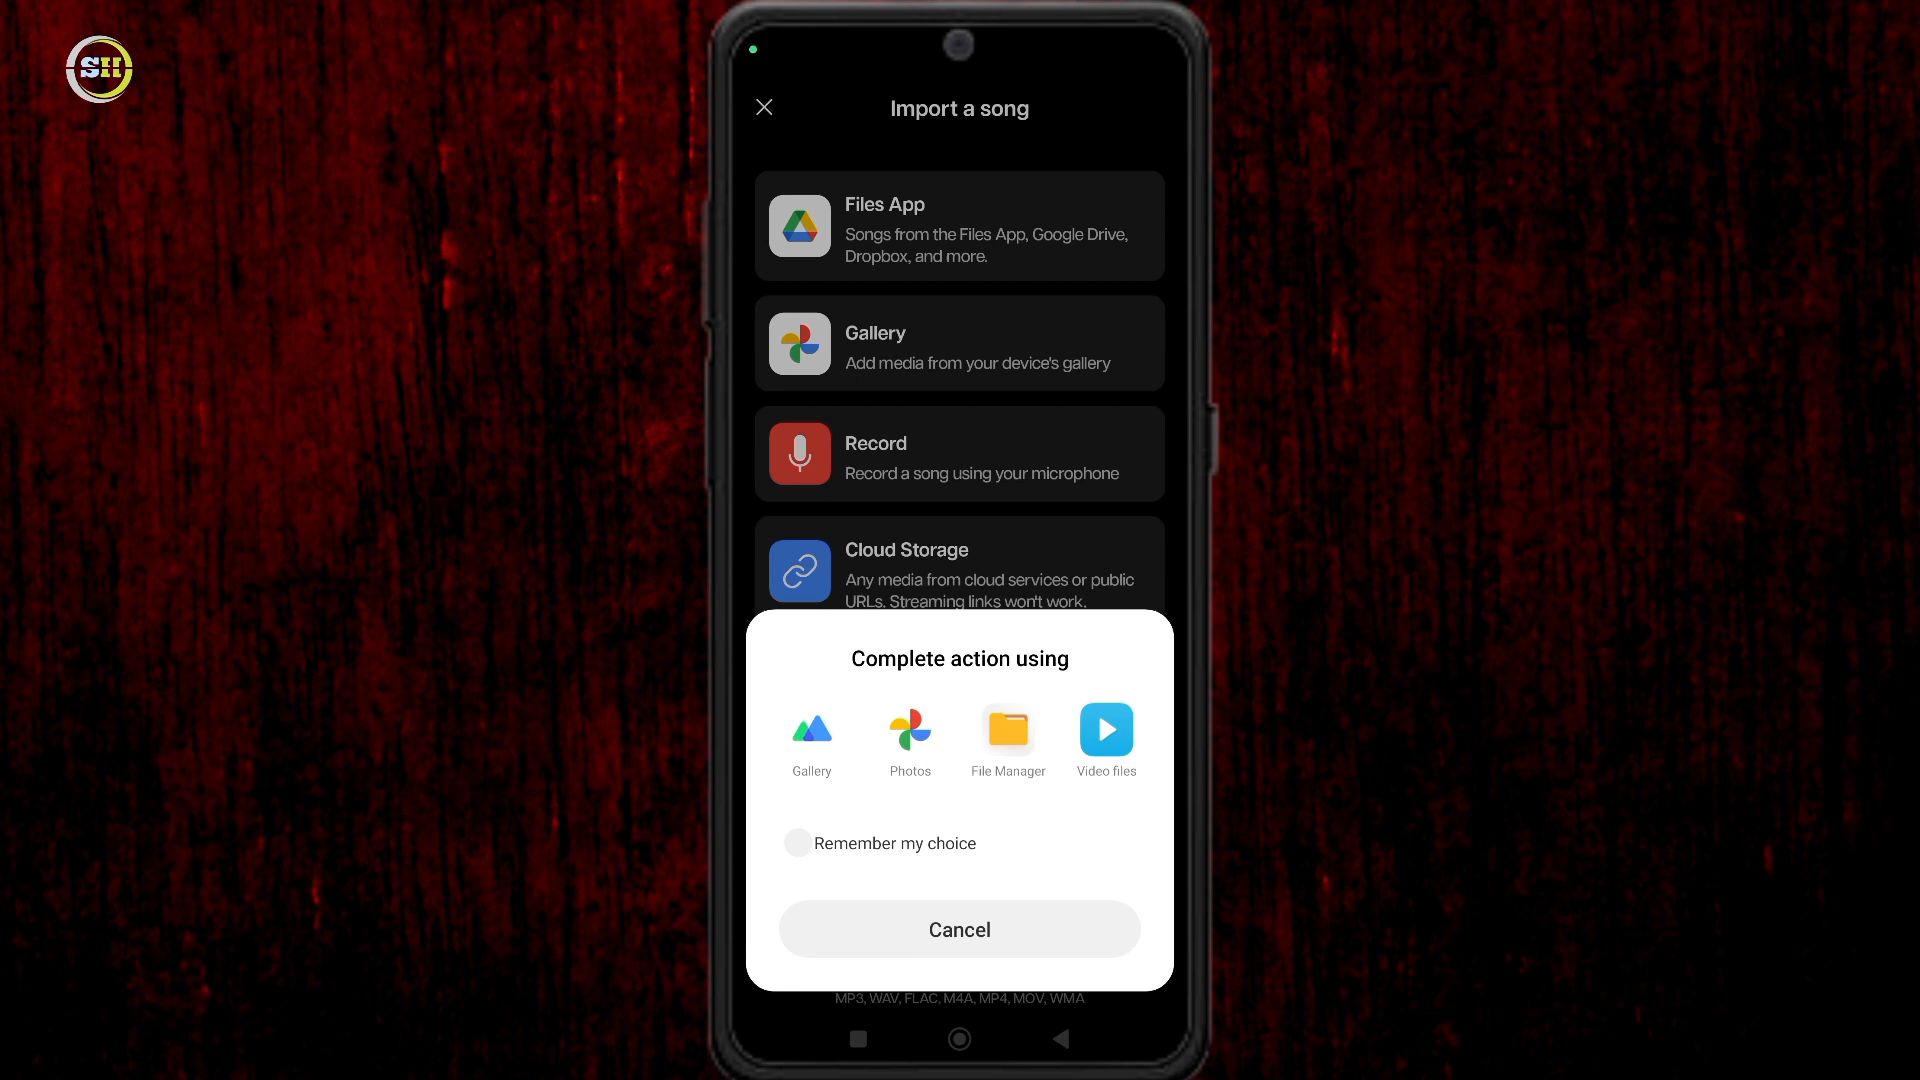 SH
Import a song
Files App
Songs from the Files App, Google Drive,
Dropbox, and more.
Gallery
Add media from your device's gallery
Record
Record a song using your microphone
Cloud Storage
Any media from cloud services or public
URLs. Streaming links won't work.
Complete action using
Gallery
Photos
File Manager
Video files
Remember my choice
Cancel
MP3, WAV, FLAC, M4A, MP4, MOV, WMA